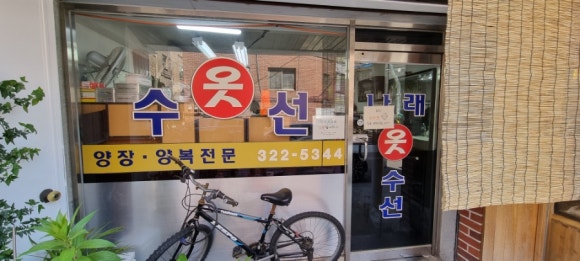 수 옷 선
양장·양복전문 322-5344
나래
옷
수선